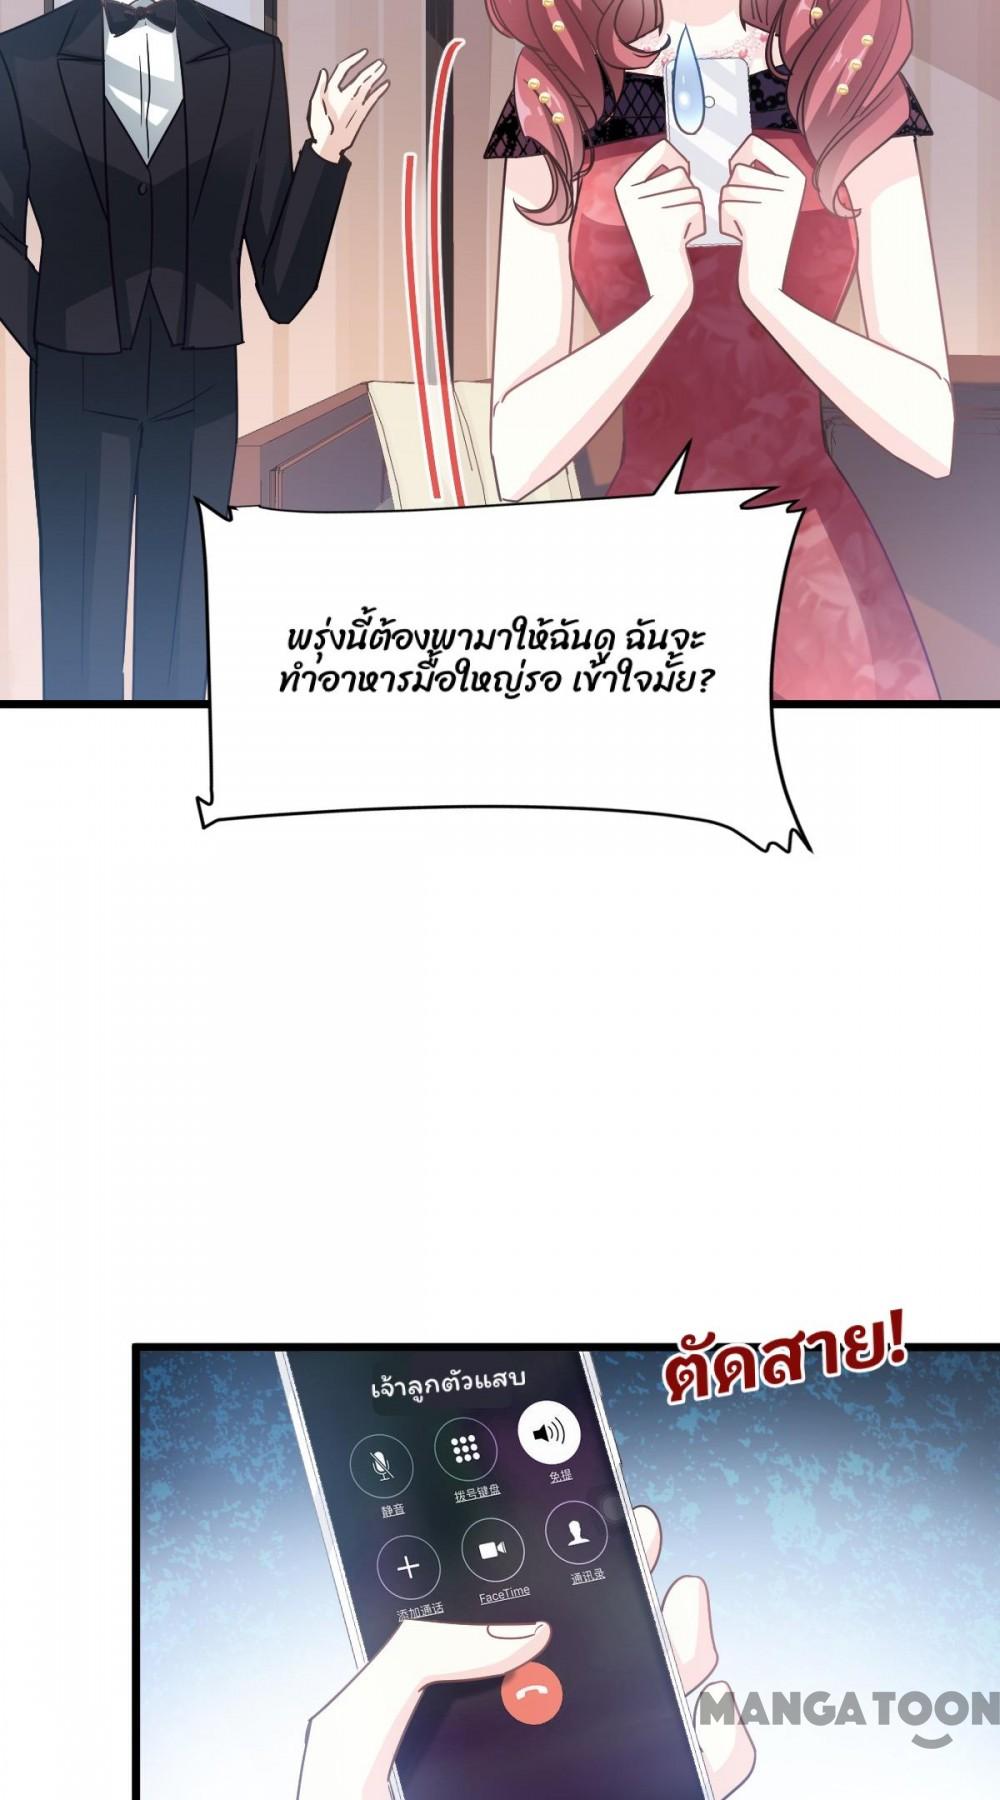 พรุ่งนี้ต้องพามาให้ฉันดู ฉันจะ
ทำอาหารมื้อใหญ่รอ เข้าใจมั้ย?
ตัดสาย!
เจ้าลูกตัวแสบ
静音
拨号键盘
免提
添加通话
FaceTime
通讯录
MANGATOON